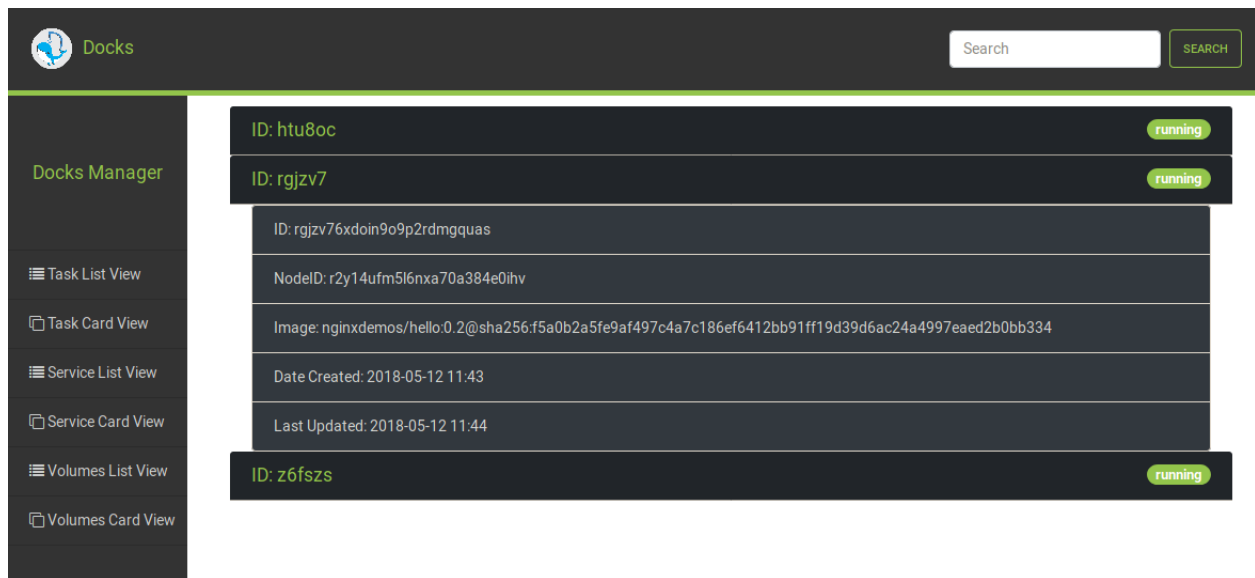 Docks
Search
SEARCH
Docks Manager
Task List View
Task Card View
Service List View
Service Card View
Volumes List View
Volumes Card View
ID: htu8oc
running
ID: rgjzv7
running
ID: rgjzv76xdoin9o9p2rdmgquas
NodeID: r2y14ufm5l6nxa70a384e0ihv
Image: nginxdemos/hello:0.2@sha256:f5a0b2a5fe9af497c4a7c186ef6412bb91ff19d39d6ac24a4997eaed2b0bb334
Date Created: 2018-05-12 11:43
Last Updated: 2018-05-12 11:44
ID: z6fszs
running